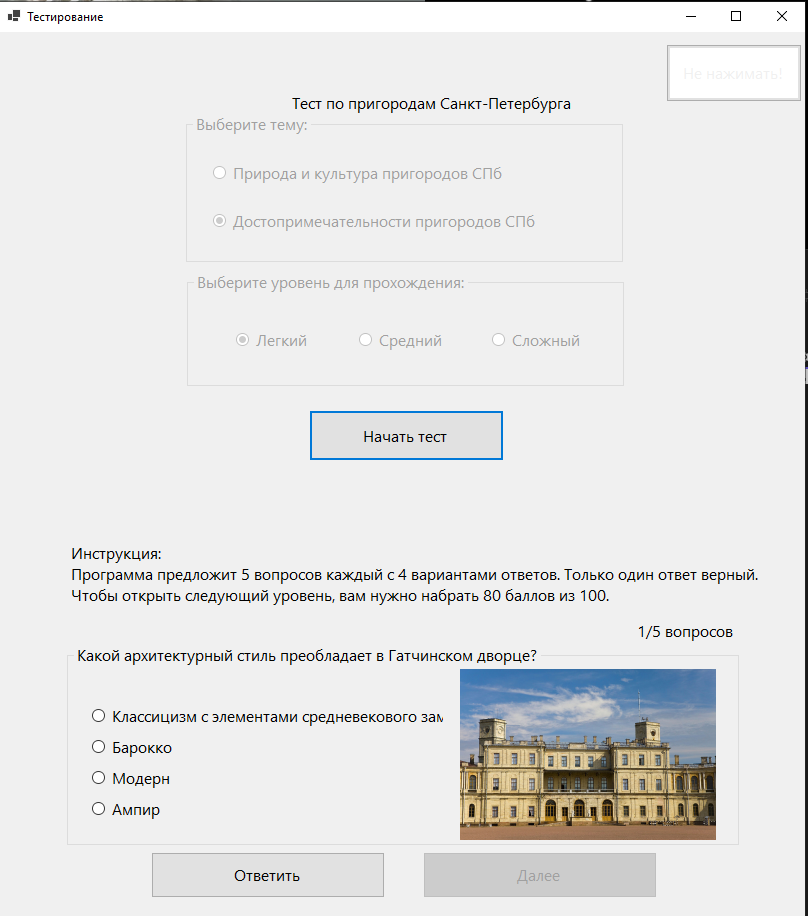 Тестирование
Не нажимать!
Тест по пригородам Санкт-Петербурга
Выберите тему:
Природа и культура пригородов СПб
Достопримечательности пригородов СПб
Выберите уровень для прохождения:
Легкий Средний Сложный
Начать тест
Инструкция:
Программа предложит 5 вопросов каждый с 4 вариантами ответов. Только один ответ верный.
Чтобы открыть следующий уровень, вам нужно набрать 80 баллов из 100.
1/5 вопросов
Какой архитектурный стиль преобладает в Гатчинском дворце?
Классицизм с элементами средневекового зам
Барокко
Модерн
Ампир
Ответить Далее